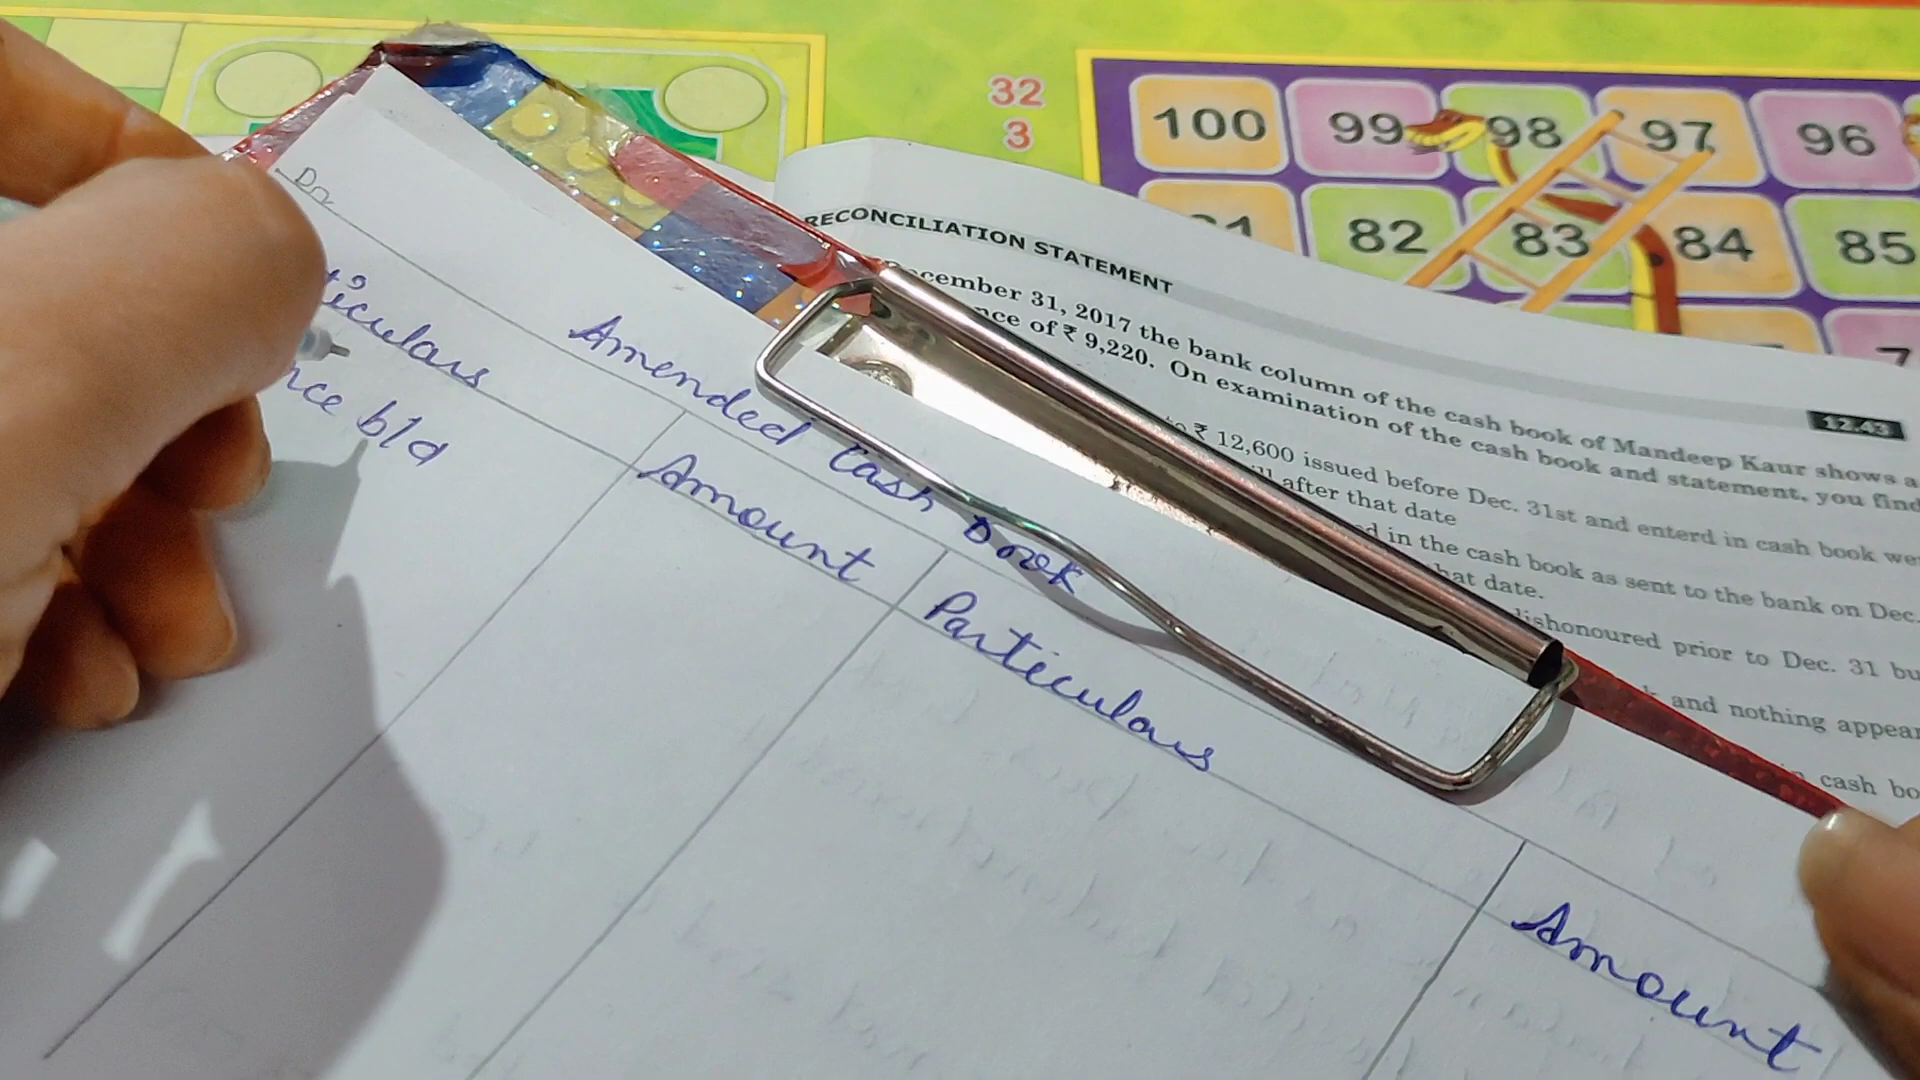 32
3
100 99 98 97 96
82 83 84 85
RECONCILIATION STATEMENT
12.43
December 31, 2017 the bank column of the cash book of Mandeep Kaur shows a
of ₹ 9,220. On examination of the cash book and statement, you find
₹ 12,600 issued before Dec. 31st and enterd in cash book we
after that date
in the cash book as sent to the bank on Dec.
that date.
dishonoured prior to Dec. 31 bu
and nothing appear
cash bo
Dr
Amended Cash Book
ticulars
Amount
Particulars
Amount
nce b/d